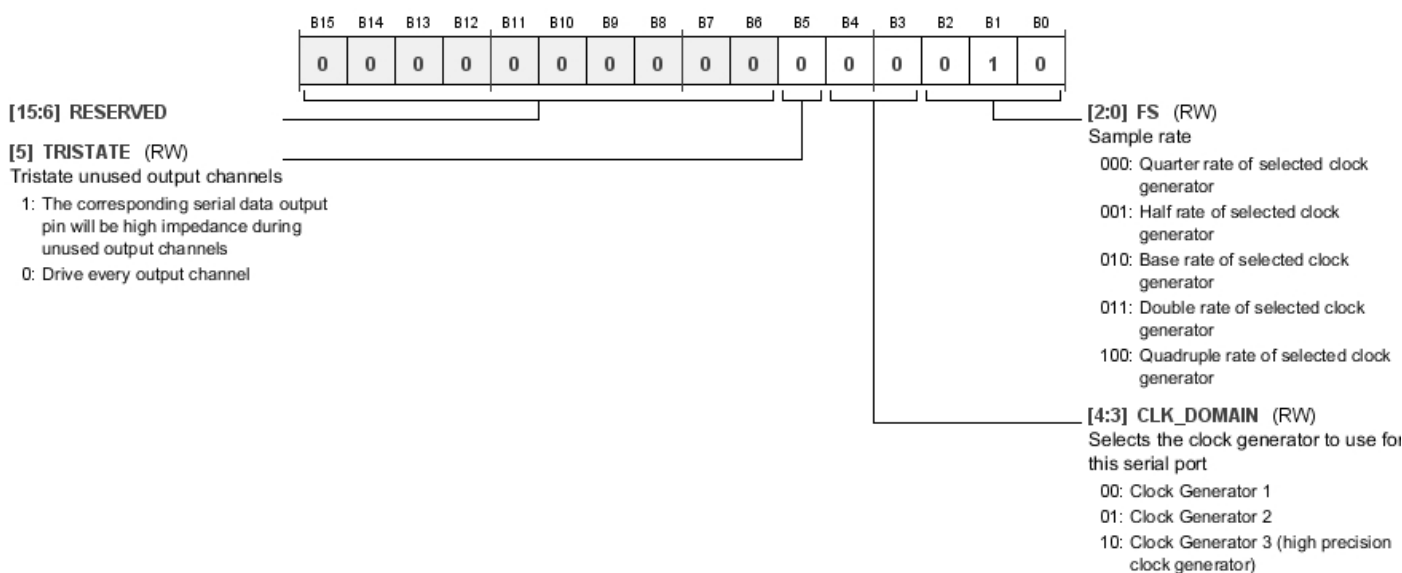 B15 B14 B13 B12 B11 B10 B9 B8 B7 B6 B5 B4 B3 B2 B1 B0
0 0 0 0 0 0 0 0 0 0 0 0 0 0 1 0
[15:6] RESERVED
[5] TRISTATE (RW)
Tristate unused output channels
1: The corresponding serial data output
pin will be high impedance during
unused output channels
0: Drive every output channel
[2:0] FS (RW)
Sample rate
000: Quarter rate of selected clock
generator
001: Half rate of selected clock
generator
010: Base rate of selected clock
generator
011: Double rate of selected clock
generator
100: Quadruple rate of selected clock
generator
[4:3] CLK_DOMAIN (RW)
Selects the clock generator to use for
this serial port
00: Clock Generator 1
01: Clock Generator 2
10: Clock Generator 3 (high precision
clock generator)